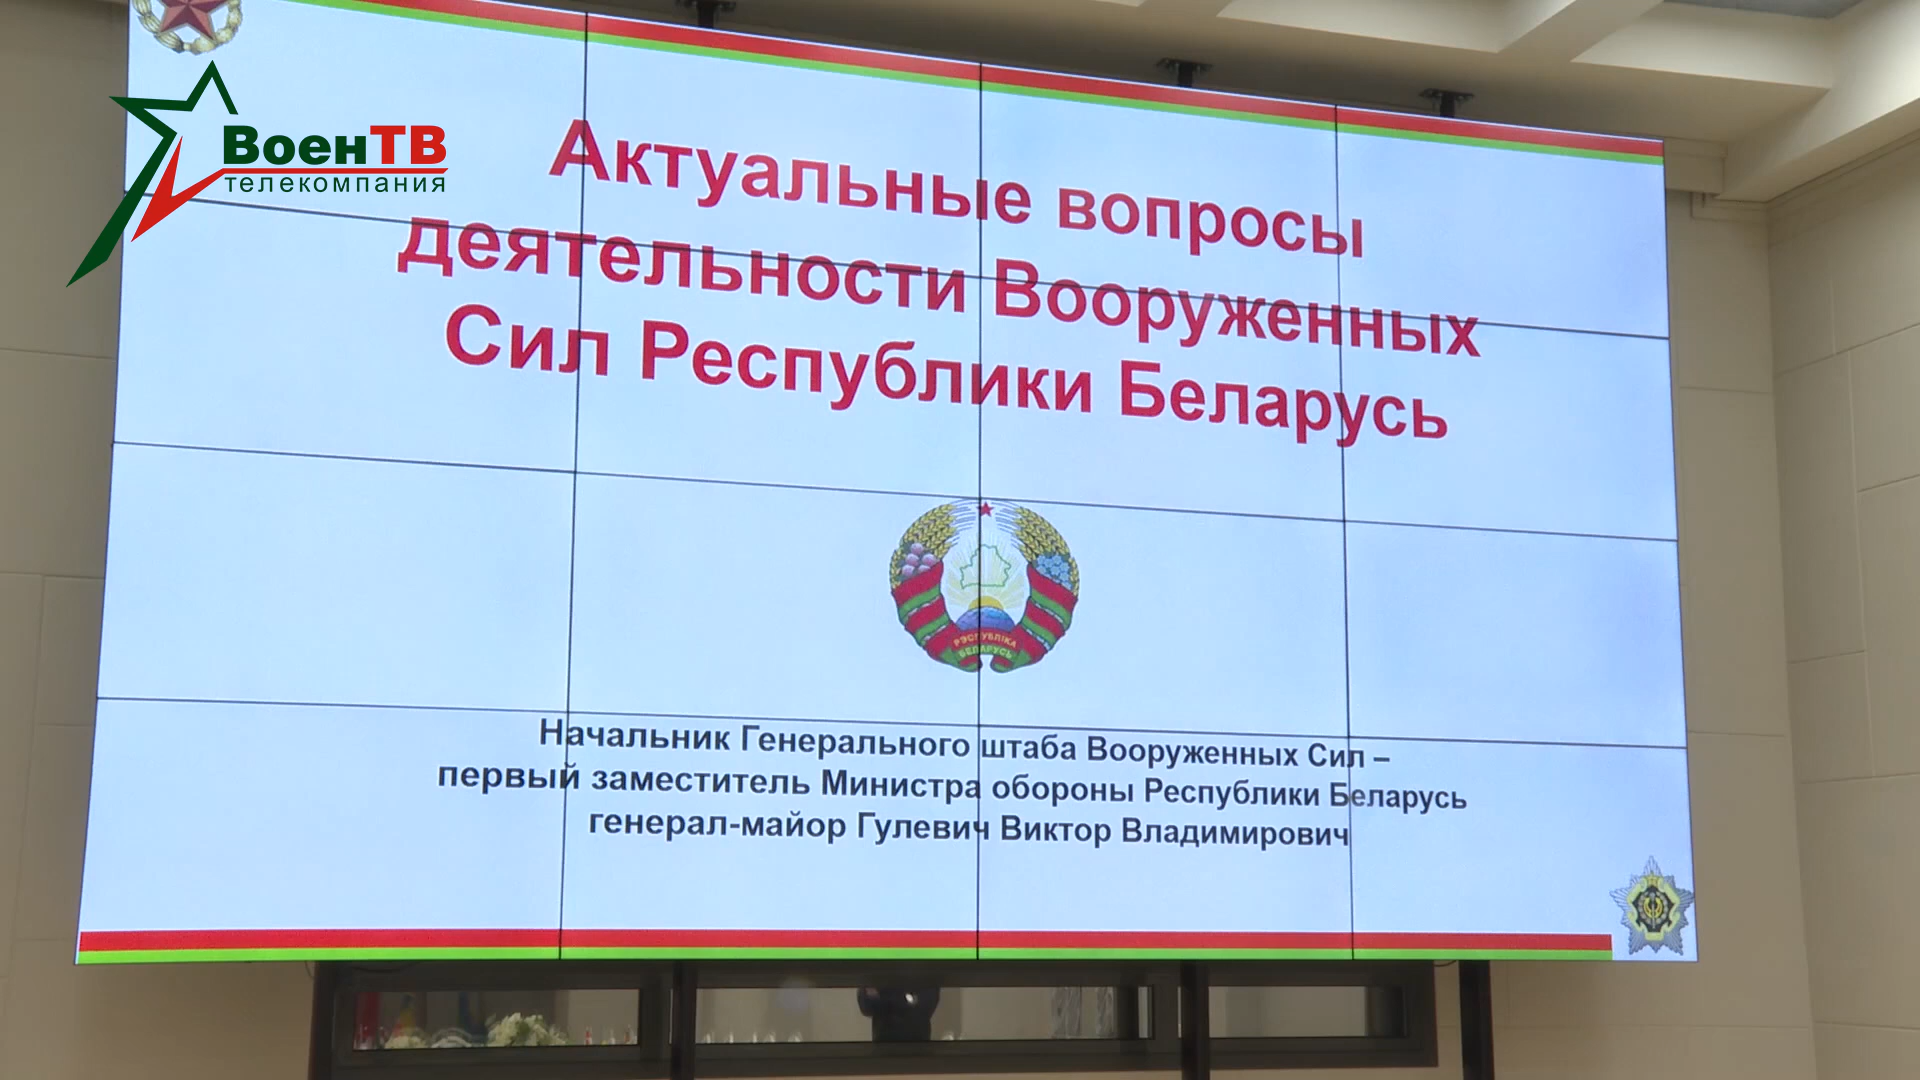 ВоенТВ
телекомпания
Актуальные вопросы
деятельности Вооруженных
Сил Республики Беларусь
РЭСПУБЛІКА
БЕЛАРУСЬ
Начальник Генерального штаба Вооруженных Сил –
первый заместитель Министра обороны Республики Беларусь
генерал-майор Гулевич Виктор Владимирович